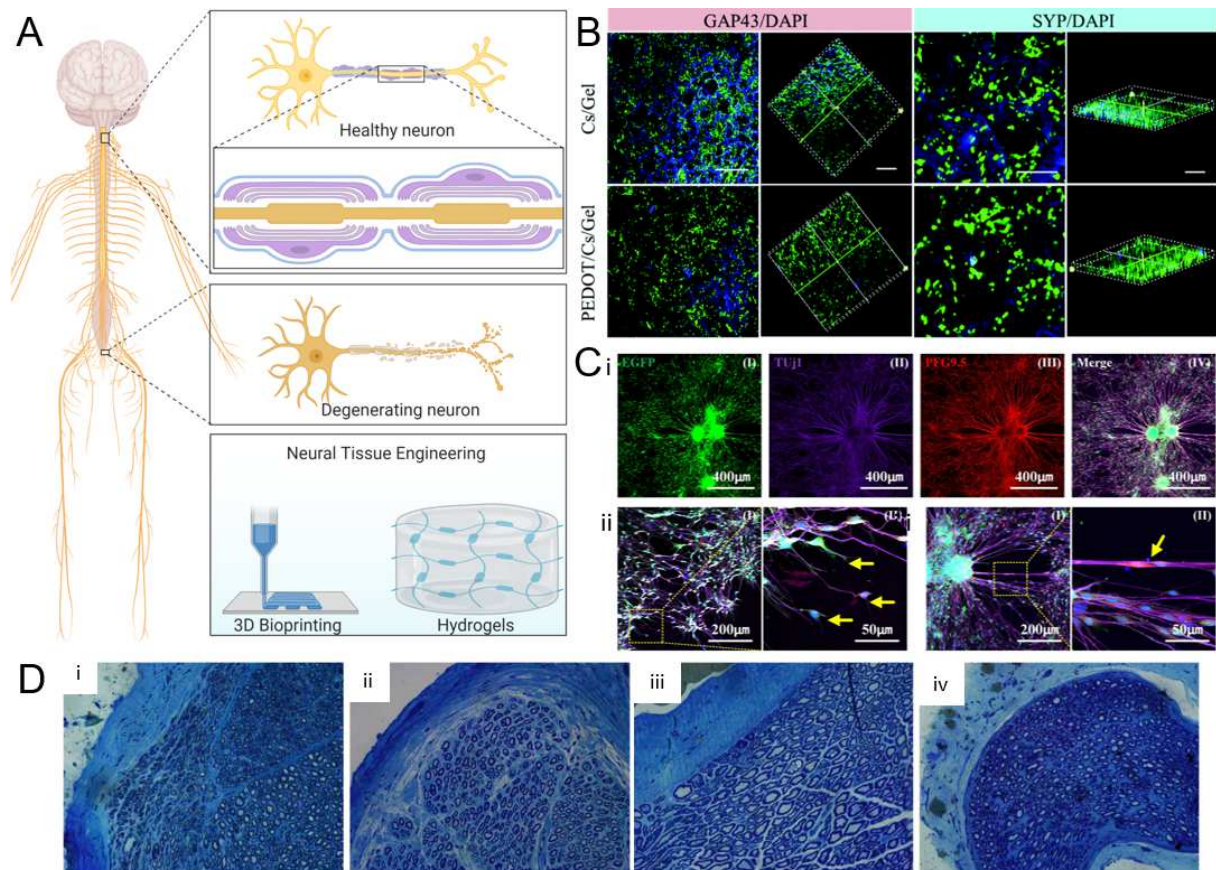 A
Healthy neuron
Degenerating neuron
Neural Tissue Engineering
3D Bioprinting
Hydrogels
B
GAP43/DAPI
SYP/DAPI
Cs/Gel
PEDOT/Cs/Gel
C
i
EGFP
(I)
TUj1
(II)
PFG9.5
(III)
Merge
(IV)
400μm
400μm
400μm
400μm
ii
(I)
i
(I)
(II)
200μm
50μm
200μm
50μm
D
i
ii
iii
iv